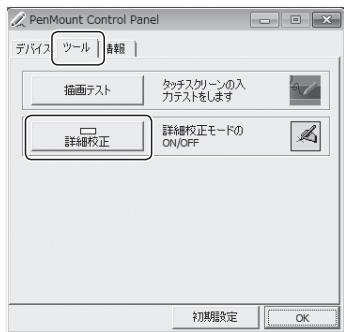 PenMount Control Panel
デバイス ツール 情報
描画テスト
タッチスクリーンの入
力テストをします
詳細校正
詳細校正モードの
ON/OFF
初期設定 OK